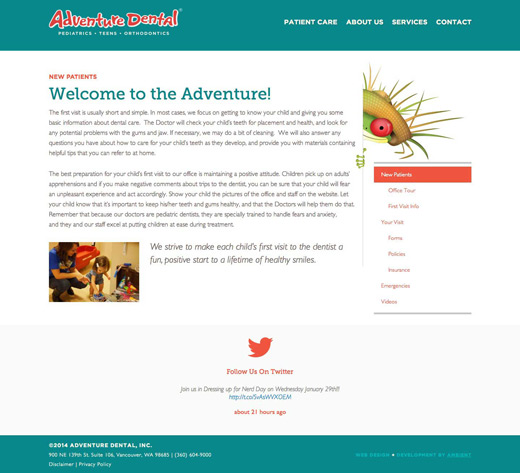 Adventure Dental®
PEDIATRICS • TEENS • ORTHODONTICS
PATIENT CARE ABOUT US SERVICES CONTACT
NEW PATIENTS
Welcome to the Adventure!
The first visit is usually short and simple. In most cases, we focus on getting to know your child and giving you some
basic information about dental care. The Doctor will check your child's teeth for placement and health, and look for
any potential problems with the gums and jaw. If necessary, we may do a bit of cleaning. We will also answer any
questions you have about how to care for your child's teeth as they develop, and provide you with materials containing
helpful tips that you can refer to at home.
The best preparation for your child's first visit to our office is maintaining a positive attitude. Children pick up on adults'
apprehensions and if you make negative comments about trips to the dentist, you can be sure that your child will fear
an unpleasant experience and act accordingly. Show your child the pictures of the office and staff on the website. Let
your child know that it's important to keep his/her teeth and gums healthy, and that the Doctors will help them do that.
Remember that because our doctors are pediatric dentists, they are specially trained to handle fears and anxiety,
and they and our staff excel at putting children at ease during treatment.
We strive to make each child's first visit to the dentist a
fun, positive start to a lifetime of healthy smiles.
New Patients
Office Tour
First Visit Info
Your Visit
Forms
Policies
Insurance
Emergencies
Videos
Follow Us On Twitter
Join us in Dressing up for Nerd Day on Wednesday January 29th!!!
http://t.co/SvAsWVXDEM
about 21 hours ago
©2014 ADVENTURE DENTAL, INC.
900 NE 139th St. Suite 106, Vancouver, WA 98685 | (360) 604-9000
Disclaimer | Privacy Policy
WEB DESIGN • DEVELOPMENT BY